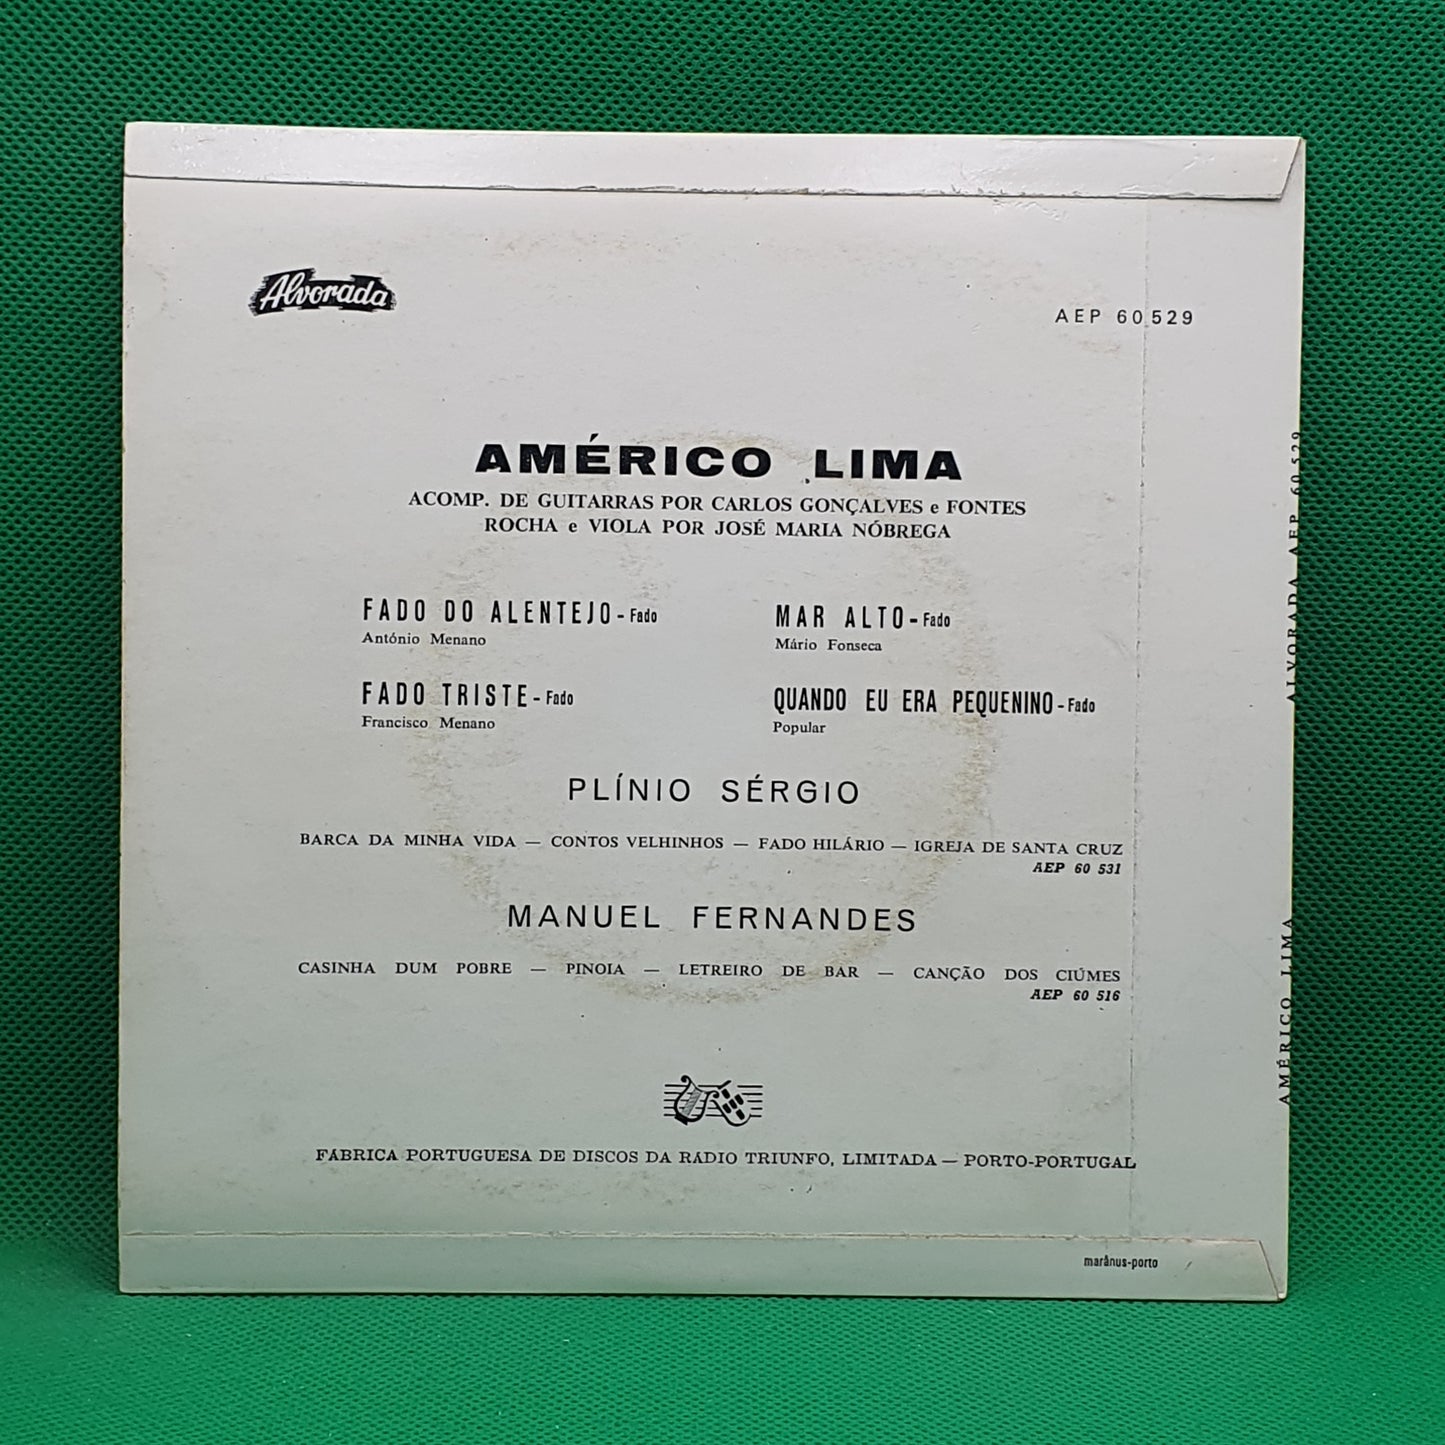 Alvorada
AEP 60 529
AMÉRICO LIMA
ACOMP. DE GUITARRAS POR CARLOS GONÇALVES e FONTES
ROCHA e VIOLA POR JOSÉ MARIA NÓBREGA
FADO DO ALENTEJO - Fado
António Menano
FADO TRISTE - Fado
Francisco Menano
MAR ALTO - Fado
Mário Fonseca
QUANDO EU ERA PEQUENINO - Fado
Popular
PLÍNIO SÉRGIO
BARCA DA MINHA VIDA — CONTOS VELHINHOS — FADO HILÁRIO — IGREJA DE SANTA CRUZ
AEP 60 531
MANUEL FERNANDES
CASINHA DUM POBRE — PINOIA — LETREIRO DE BAR — CANÇÃO DOS CIÚMES
AEP 60 516
FÁBRICA PORTUGUESA DE DISCOS DA RÁDIO TRIUNFO, LIMITADA — PORTO-PORTUGAL
marânus-porto
AMÉRICO LIMA
ALVORADA AEP 60 529